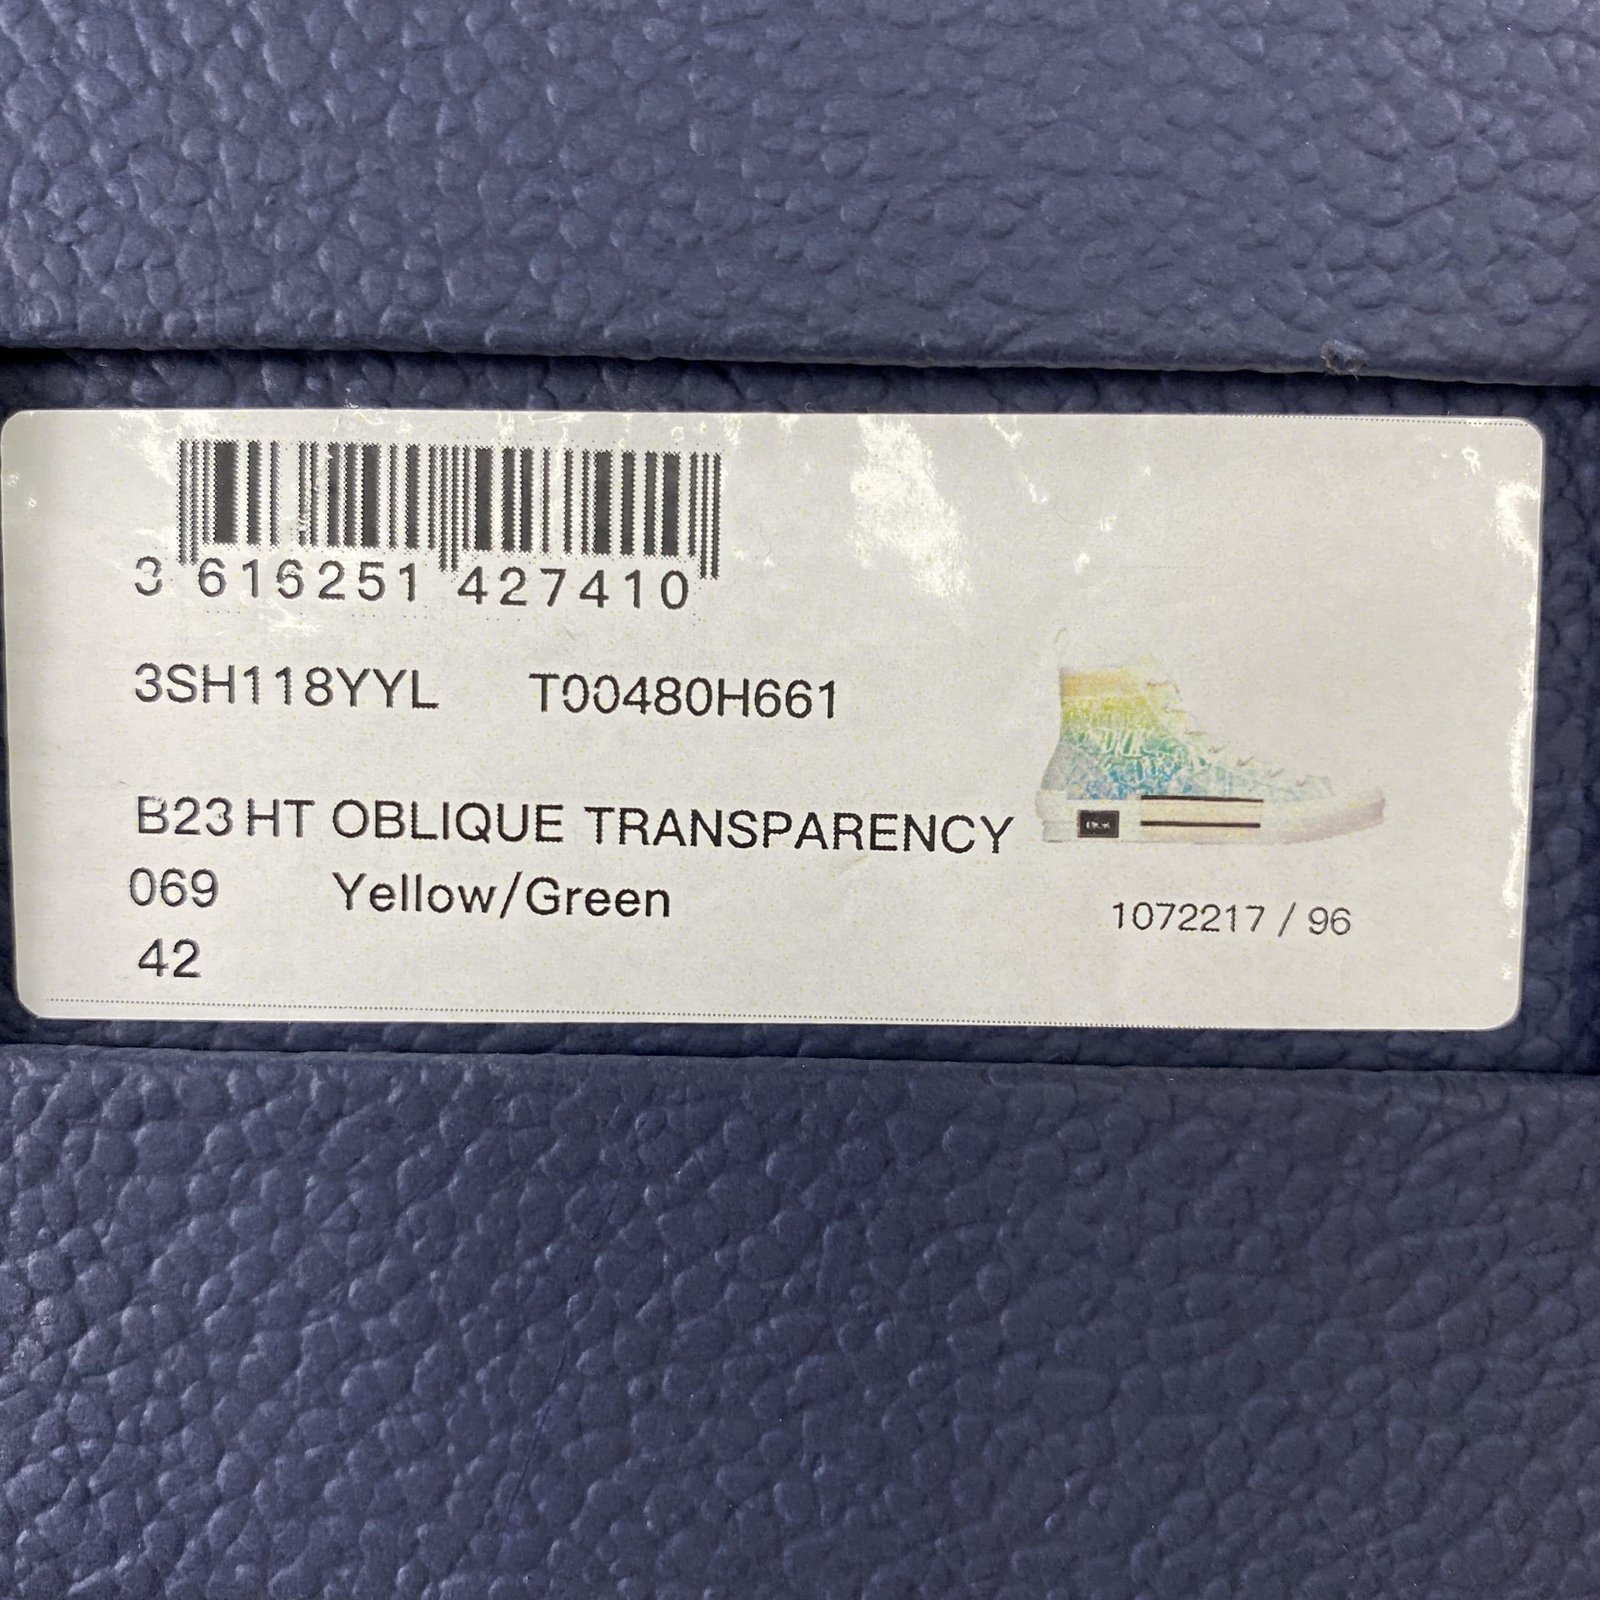 3 616251 427410
3SH118YYL T00480H661
B23 HT OBLIQUE TRANSPARENCY
069 Yellow/Green
42
1072217 / 96